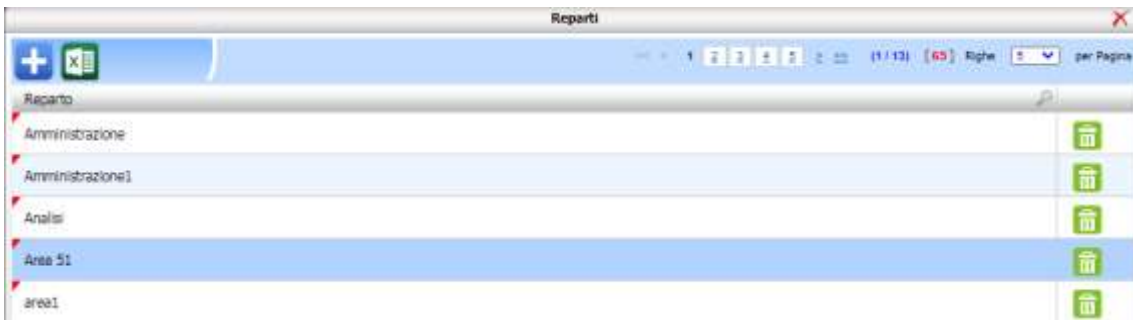 Reparti
1 2 3 4 5 (1 / 13) [65] Righe 5 per Pagina
Reparto
Amministrazione
Amministrazione1
Analisi
Area 51
area1